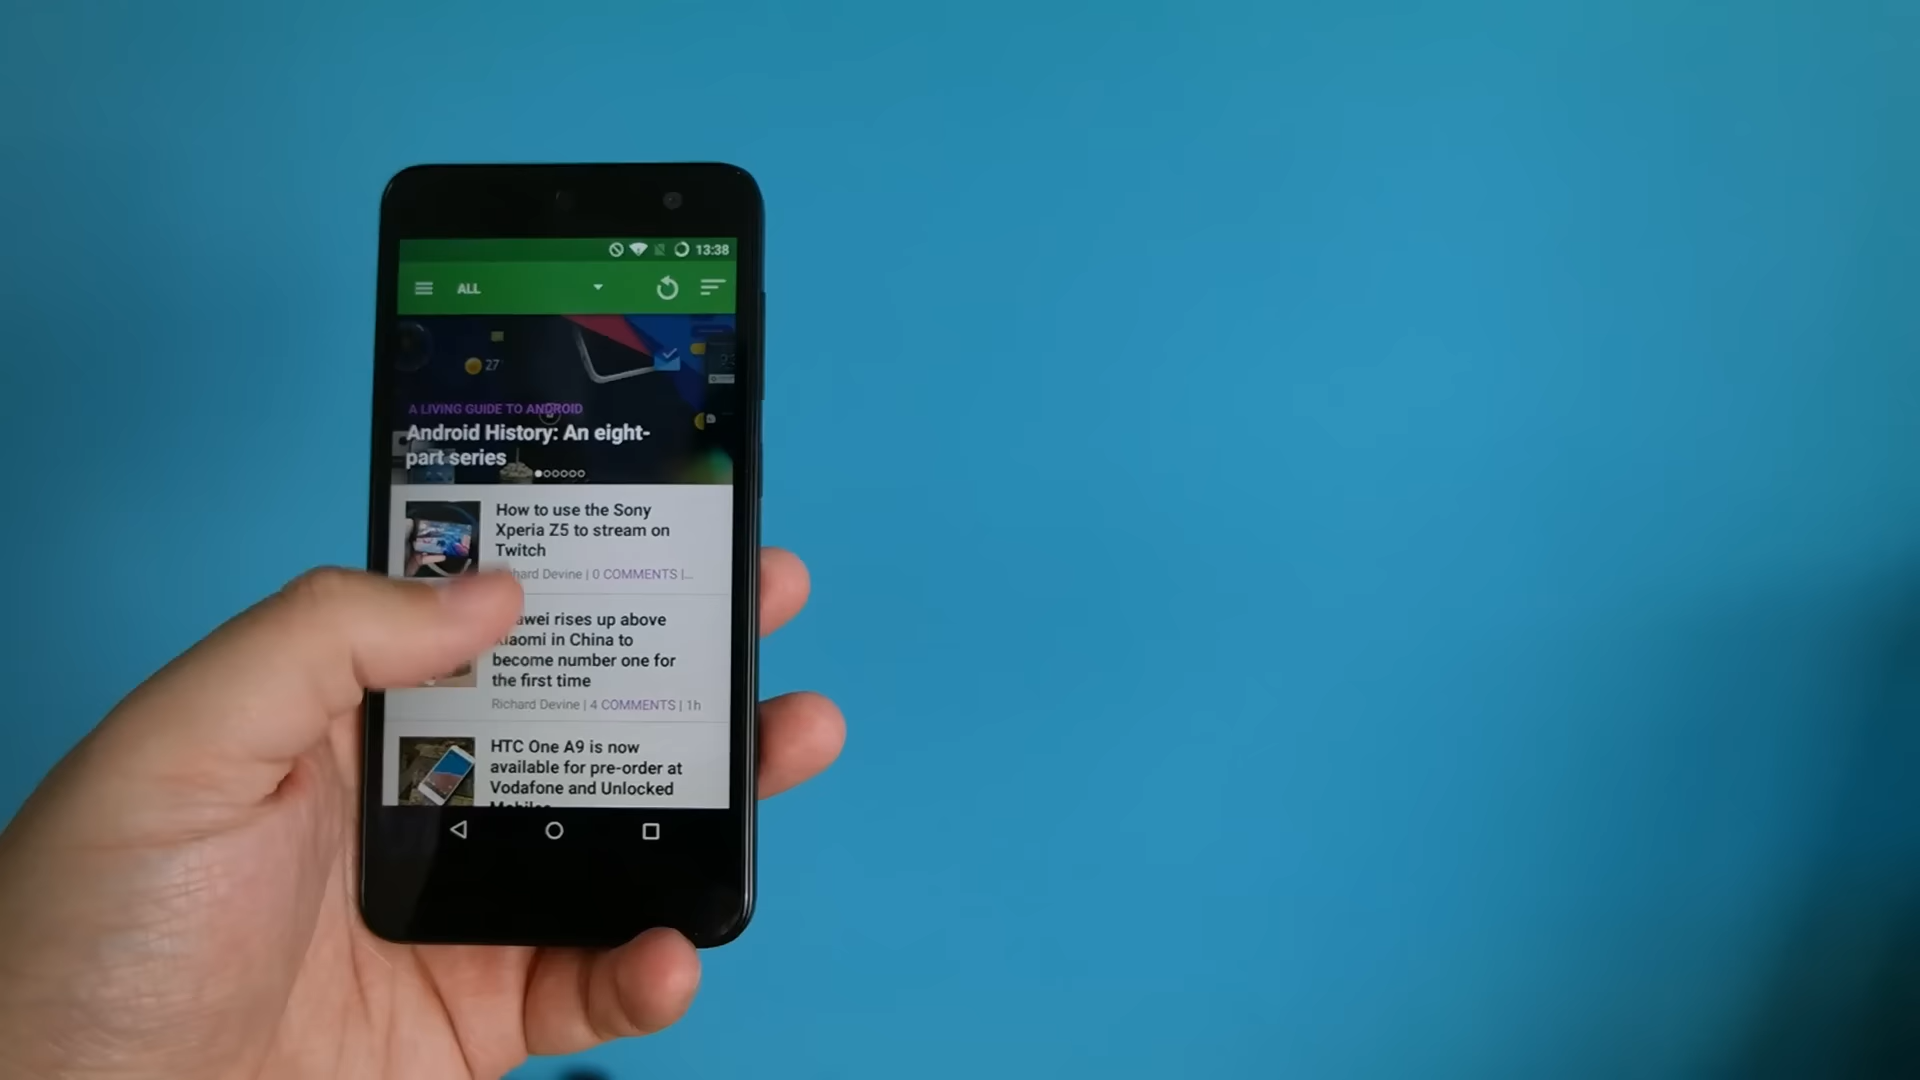 13:38
ALL
27
A LIVING GUIDE TO ANDROID
Android History: An eight-
part series
How to use the Sony
Xperia Z5 to stream on
Twitch
Devine | 0 COMMENTS |...
rises up above
in China to
become number one for
the first time
Richard Devine | 4 COMMENTS | 1h
HTC One A9 is now
available for pre-order at
Vodafone and Unlocked